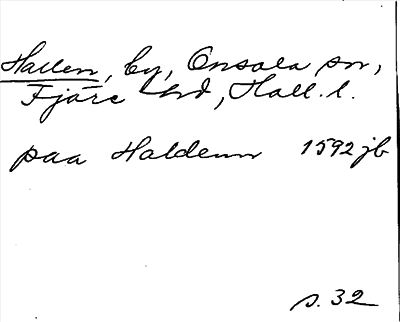 Hallen, by, Onsala sn,
Fjäre hd, Hall. l.
paa Haldenn 1592 jb
s. 32